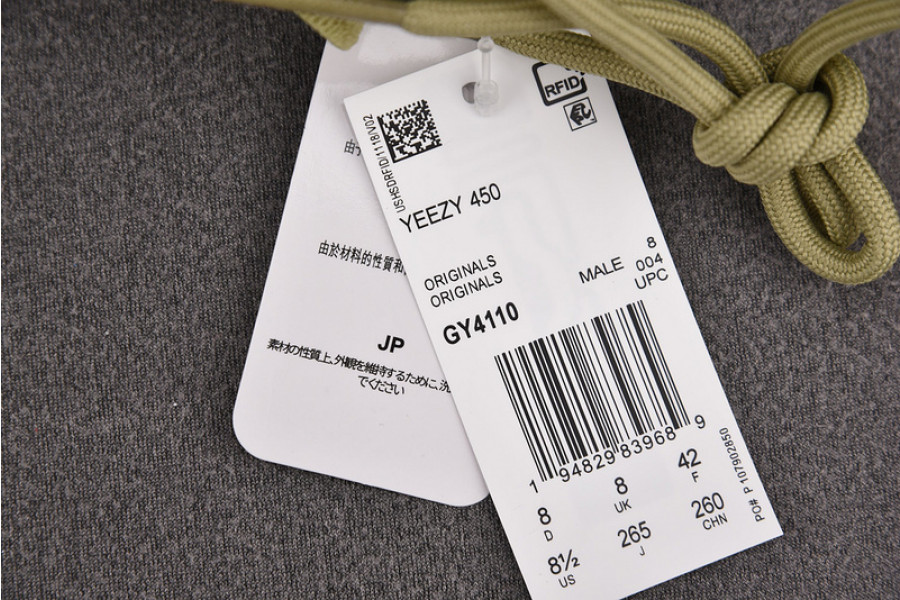 由於材料的性質和
JP
素材の性質上、外観を維持するために、洗
でください
RFID
USHSDRFID/1118/V02
YEEZY 450
ORIGINALS
ORIGINALS
MALE
8
004
UPC
GY4110
1 94829 83968 9
8 D
8 UK
42 F
8½ US
265 J
260 CHN
PO# P 107902850